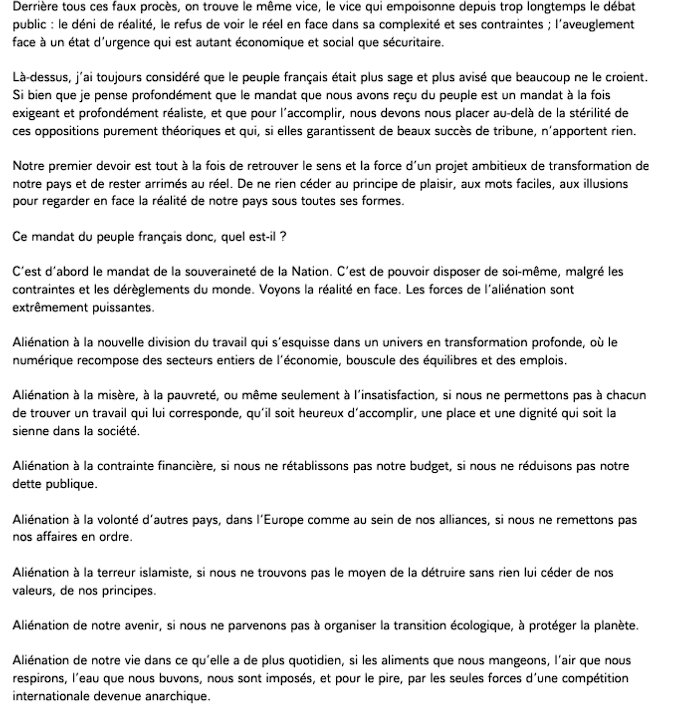 Derrière tous ces faux procès, on trouve le même vice, le vice qui empoisonne depuis trop longtemps le débat
public : le déni de réalité, le refus de voir le réel en face dans sa complexité et ses contraintes ; l’aveuglement
face à un état d’urgence qui est autant économique et social que sécuritaire.
Là-dessus, j’ai toujours considéré que le peuple français était plus sage et plus avisé que beaucoup ne le croient.
Si bien que je pense profondément que le mandat que nous avons reçu du peuple est un mandat à la fois
exigeant et profondément réaliste, et que pour l’accomplir, nous devons nous placer au-delà de la stérilité de
ces oppositions purement théoriques et qui, si elles garantissent de beaux succès de tribune, n’apportent rien.
Notre premier devoir est tout à la fois de retrouver le sens et la force d’un projet ambitieux de transformation de
notre pays et de rester arrimés au réel. De ne rien céder au principe de plaisir, aux mots faciles, aux illusions
pour regarder en face la réalité de notre pays sous toutes ses formes.
Ce mandat du peuple français donc, quel est-il ?
C’est d’abord le mandat de la souveraineté de la Nation. C’est de pouvoir disposer de soi-même, malgré les
contraintes et les dérèglements du monde. Voyons la réalité en face. Les forces de l’aliénation sont
extrêmement puissantes.
Aliénation à la nouvelle division du travail qui s’esquisse dans un univers en transformation profonde, où le
numérique recompose des secteurs entiers de l’économie, bouscule des équilibres et des emplois.
Aliénation à la misère, à la pauvreté, ou même seulement à l’insatisfaction, si nous ne permettons pas à chacun
de trouver un travail qui lui corresponde, qu’il soit heureux d’accomplir, une place et une dignité qui soit la
sienne dans la société.
Aliénation à la contrainte financière, si nous ne rétablissons pas notre budget, si nous ne réduisons pas notre
dette publique.
Aliénation à la volonté d’autres pays, dans l’Europe comme au sein de nos alliances, si nous ne remettons pas
nos affaires en ordre.
Aliénation à la terreur islamiste, si nous ne trouvons pas le moyen de la détruire sans rien lui céder de nos
valeurs, de nos principes.
Aliénation de notre avenir, si nous ne parvenons pas à organiser la transition écologique, à protéger la planète.
Aliénation de notre vie dans ce qu’elle a de plus quotidien, si les aliments que nous mangeons, l’air que nous
respirons, l’eau que nous buvons, nous sont imposés, et pour le pire, par les seules forces d’une compétition
internationale devenue anarchique.